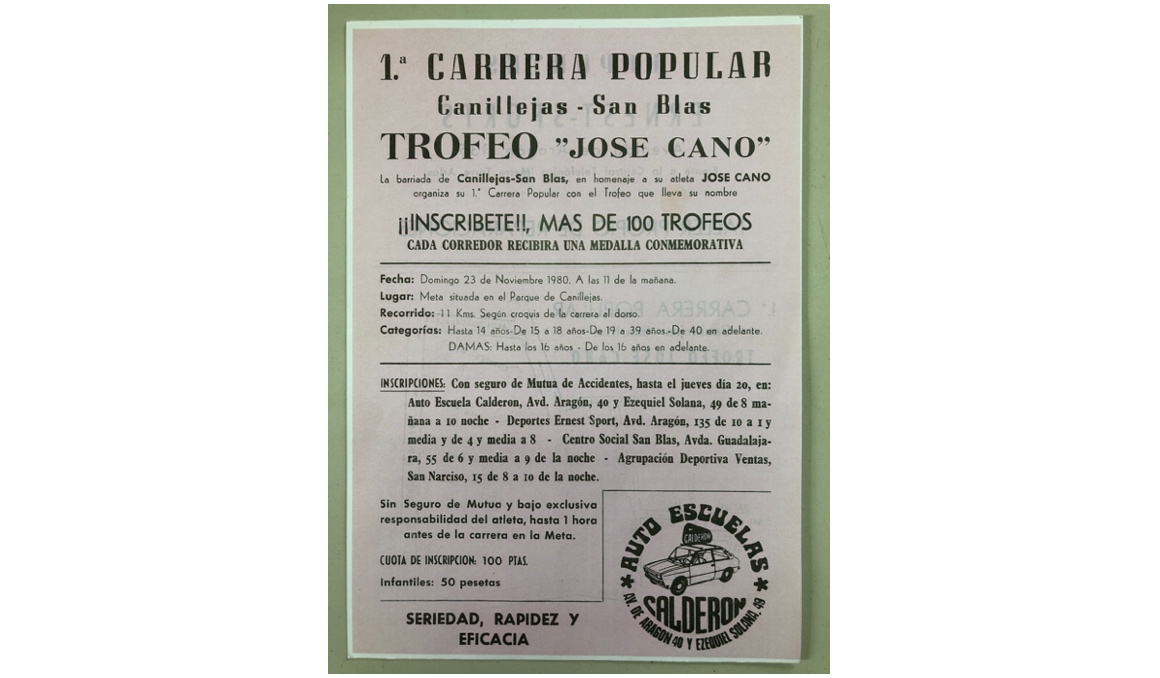 1.ª CARRERA POPULAR
Canillejas - San Blas
TROFEO "JOSE CANO"
La barriada de Canillejas-San Blas, en homenaje a su atleta JOSE CANO
organiza su 1.ª Carrera Popular con el Trofeo que lleva su nombre
¡¡INSCRIBETE!!, MAS DE 100 TROFEOS
CADA CORREDOR RECIBIRA UNA MEDALLA CONMEMORATIVA
Fecha: Domingo 23 de Noviembre 1980. A las 11 de la mañana.
Lugar: Meta situada en el Parque de Canillejas.
Recorrido: 11 Kms. Según croquis de la carrera al dorso.
Categorías: Hasta 14 años-De 15 a 18 años-De 19 a 39 años.-De 40 en adelante.
DAMAS: Hasta los 16 años - De los 16 años en adelante.
INSCRIPCIONES: Con seguro de Mutua de Accidentes, hasta el jueves día 20, en:
Auto Escuela Calderon, Avd. Aragón, 40 y Ezequiel Solana, 49 de 8 ma-
ñana a 10 noche - Deportes Ernest Sport, Avd. Aragón, 135 de 10 a 1 y
media y de 4 y media a 8 - Centro Social San Blas, Avda. Guadalaja-
ra, 55 de 6 y media a 9 de la noche - Agrupación Deportiva Ventas,
San Narciso, 15 de 8 a 10 de la noche.
Sin Seguro de Mutua y bajo exclusiva
responsabilidad del atleta, hasta 1 hora
antes de la carrera en la Meta.
CUOTA DE INSCRIPCION: 100 PTAS.
Infantiles: 50 pesetas
SERIEDAD, RAPIDEZ Y
EFICACIA
* AUTO ESCUELAS *
CALDERON
CALDERON
AV. DE ARAGON 40 Y EZEQUIEL SOLANA, 49